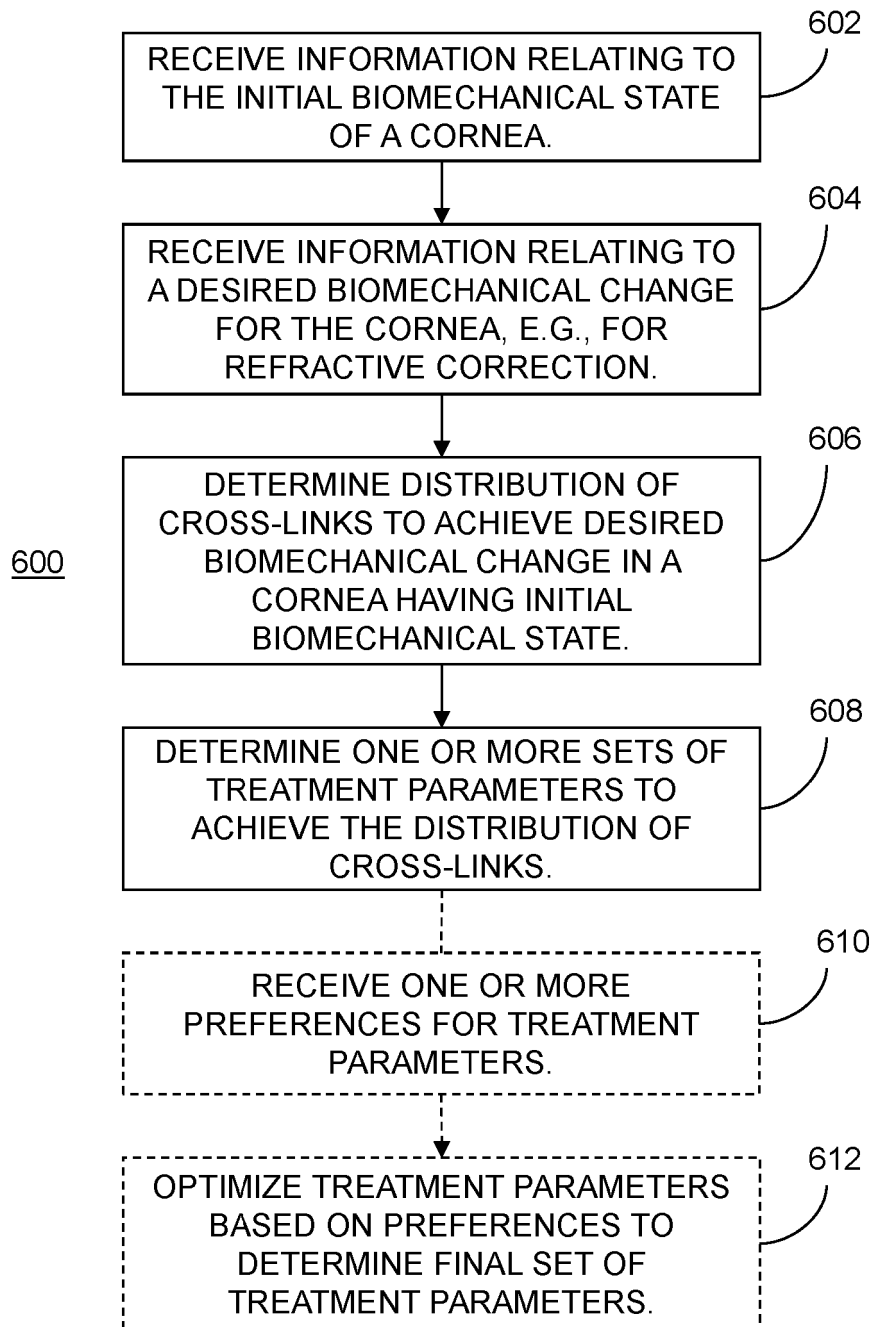 602
RECEIVE INFORMATION RELATING TO
THE INITIAL BIOMECHANICAL STATE
OF A CORNEA.
604
RECEIVE INFORMATION RELATING TO
A DESIRED BIOMECHANICAL CHANGE
FOR THE CORNEA, E.G., FOR
REFRACTIVE CORRECTION.
606
DETERMINE DISTRIBUTION OF
CROSS-LINKS TO ACHIEVE DESIRED
BIOMECHANICAL CHANGE IN A
CORNEA HAVING INITIAL
BIOMECHANICAL STATE.
600
608
DETERMINE ONE OR MORE SETS OF
TREATMENT PARAMETERS TO
ACHIEVE THE DISTRIBUTION OF
CROSS-LINKS.
610
RECEIVE ONE OR MORE
PREFERENCES FOR TREATMENT
PARAMETERS.
612
OPTIMIZE TREATMENT PARAMETERS
BASED ON PREFERENCES TO
DETERMINE FINAL SET OF
TREATMENT PARAMETERS.